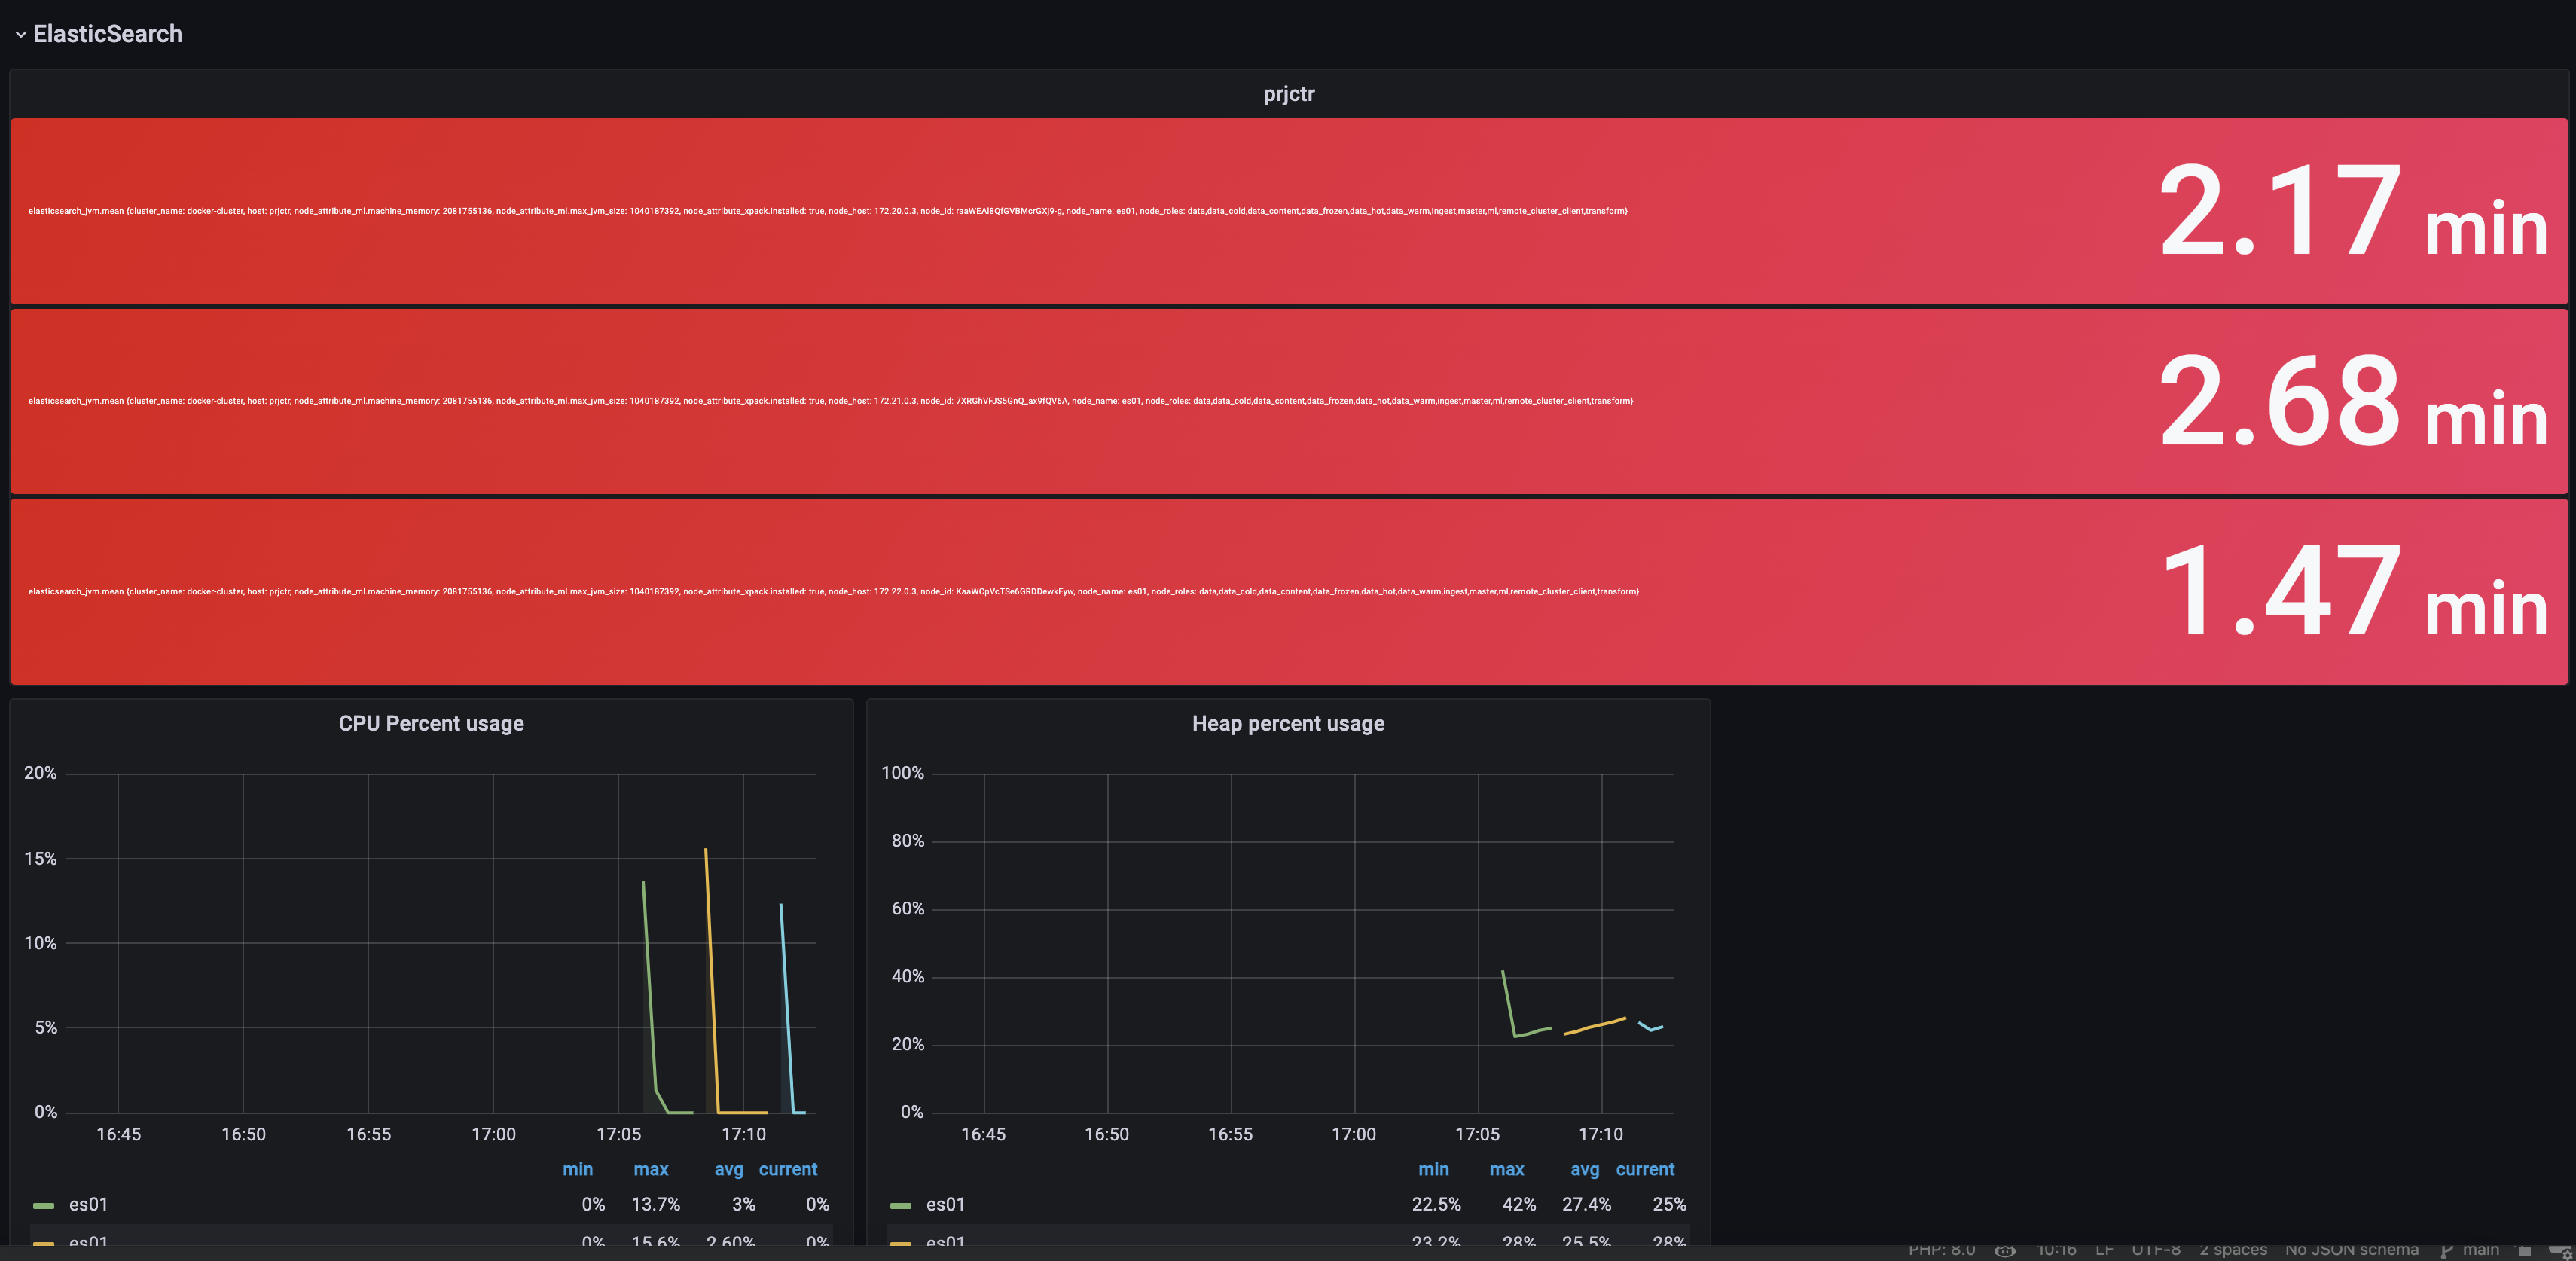 ElasticSearch
prjctr
elasticsearch_jvm.mean {cluster_name: docker-cluster, host: prjctr, node_attribute_ml.machine_memory: 2081755136, node_attribute_ml.max_jvm_size: 1040187392, node_attribute_xpack.installed: true, node_host: 172.20.0.3, node_id: raaWEAl8QfGVBMcrGXj9-g, node_name: es01, node_roles: data,data_cold,data_content,data_frozen,data_hot,data_warm,ingest,master,ml,remote_cluster_client,transform}
2.17 min
elasticsearch_jvm.mean {cluster_name: docker-cluster, host: prjctr, node_attribute_ml.machine_memory: 2081755136, node_attribute_ml.max_jvm_size: 1040187392, node_attribute_xpack.installed: true, node_host: 172.21.0.3, node_id: 7XRGhVFJS5GnQ_ax9fQV6A, node_name: es01, node_roles: data,data_cold,data_content,data_frozen,data_hot,data_warm,ingest,master,ml,remote_cluster_client,transform}
2.68 min
elasticsearch_jvm.mean {cluster_name: docker-cluster, host: prjctr, node_attribute_ml.machine_memory: 2081755136, node_attribute_ml.max_jvm_size: 1040187392, node_attribute_xpack.installed: true, node_host: 172.22.0.3, node_id: KaaWCpVcTSe6GRDDewkEyw, node_name: es01, node_roles: data,data_cold,data_content,data_frozen,data_hot,data_warm,ingest,master,ml,remote_cluster_client,transform}
1.47 min
CPU Percent usage
20%
15%
10%
5%
0%
16:45 16:50 16:55 17:00 17:05 17:10
min max avg current
es01 0% 13.7% 3% 0%
es01 0% 15.6% 2.60% 0%
Heap percent usage
100%
80%
60%
40%
20%
0%
16:45 16:50 16:55 17:00 17:05 17:10
min max avg current
es01 22.5% 42% 27.4% 25%
es01 23.2% 28% 25.5% 28%
PHP: 8.0 10:16 LF UTF-8 2 spaces No JSON schema main